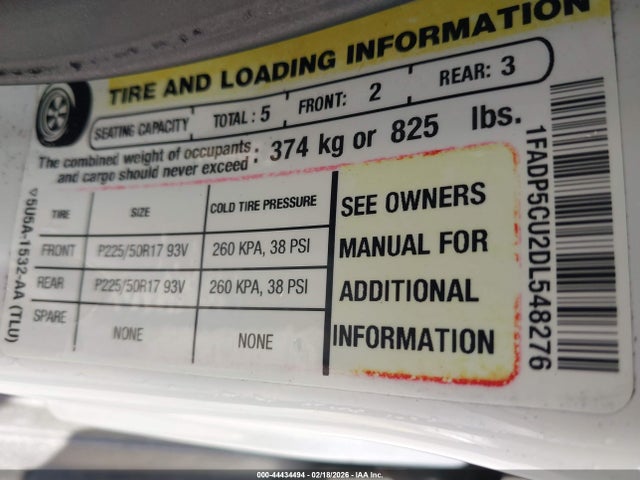 TIRE AND LOADING INFORMATION
SEATING CAPACITY TOTAL : 5 FRONT: 2 REAR: 3
The combined weight of occupants and cargo should never exceed : 374 kg or 825 lbs.
TIRE SIZE COLD TIRE PRESSURE
FRONT P225/50R17 93V 260 KPA, 38 PSI
REAR P225/50R17 93V 260 KPA, 38 PSI
SPARE NONE NONE
SEE OWNERS
MANUAL FOR
ADDITIONAL
INFORMATION
5U5A-1532-AA (TLU)
1FADP5CU2DL548276
000-44434494 - 02/18/2026 - IAA Inc.